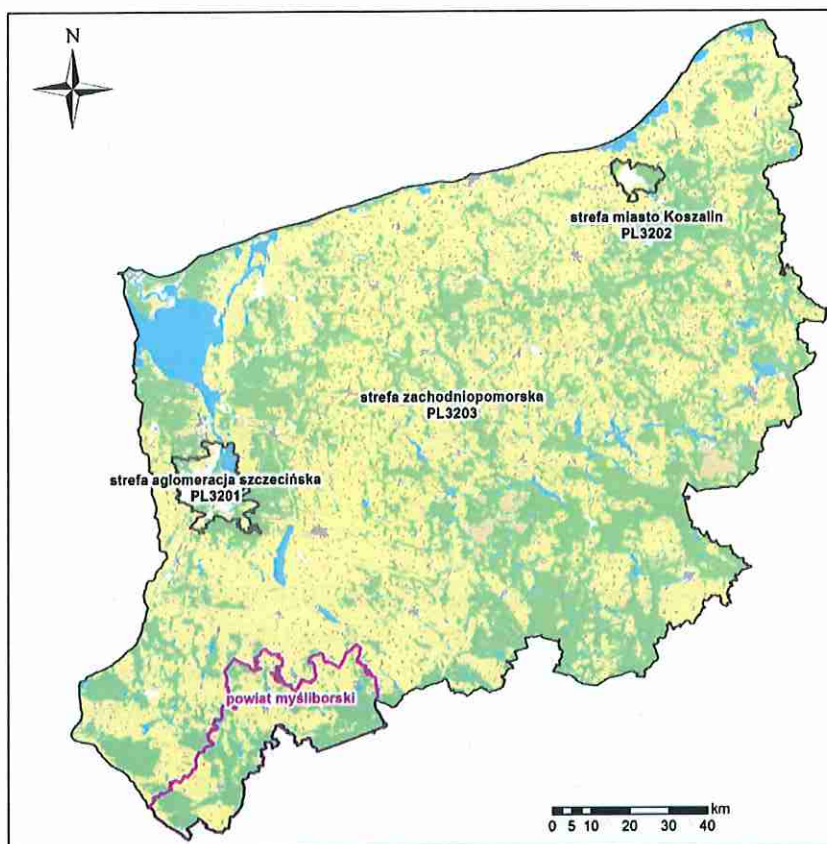 N
strefa miasto Koszalin
PL3202
strefa zachodniopomorska
PL3203
strefa aglomeracja szczecińska
PL3201
powiat myśliborski
km
0 5 10 20 30 40